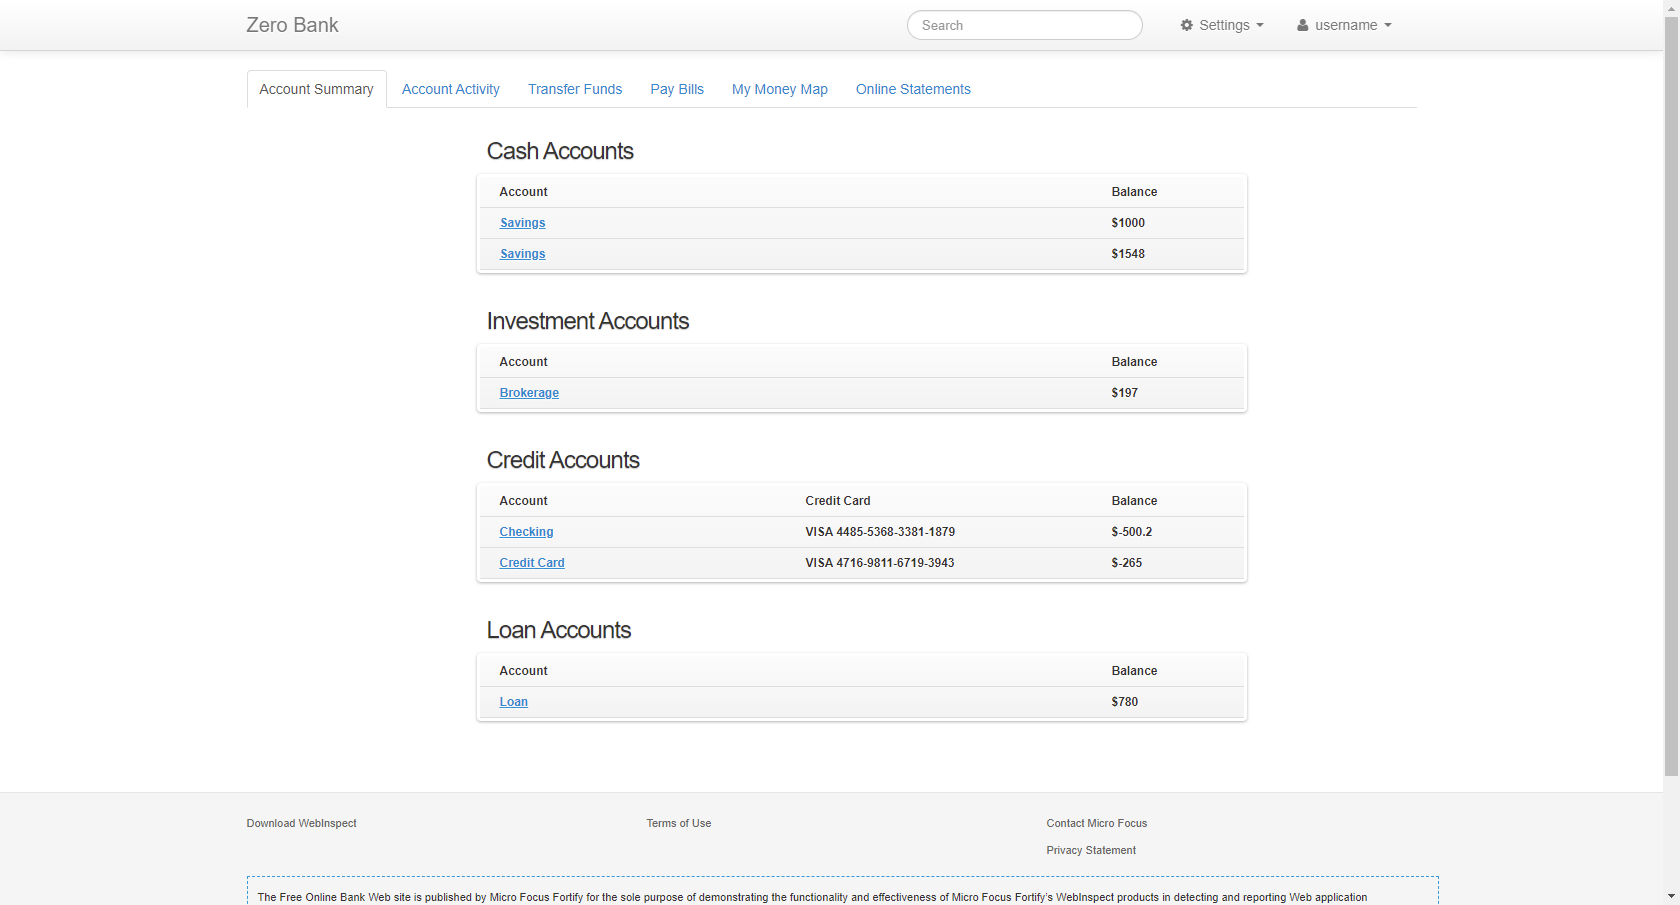 Zero Bank
Search
Settings
username
Account Summary
Account Activity
Transfer Funds
Pay Bills
My Money Map
Online Statements
Cash Accounts
Account Balance
Savings $1000
Savings $1548
Investment Accounts
Account Balance
Brokerage $197
Credit Accounts
Account Credit Card Balance
Checking VISA 4485-5368-3381-1879 $-500.2
Credit Card VISA 4716-9811-6719-3943 $-265
Loan Accounts
Account Balance
Loan $780
Download WebInspect
Terms of Use
Contact Micro Focus
Privacy Statement
The Free Online Bank Web site is published by Micro Focus Fortify for the sole purpose of demonstrating the functionality and effectiveness of Micro Focus Fortify's WebInspect products in detecting and reporting Web application